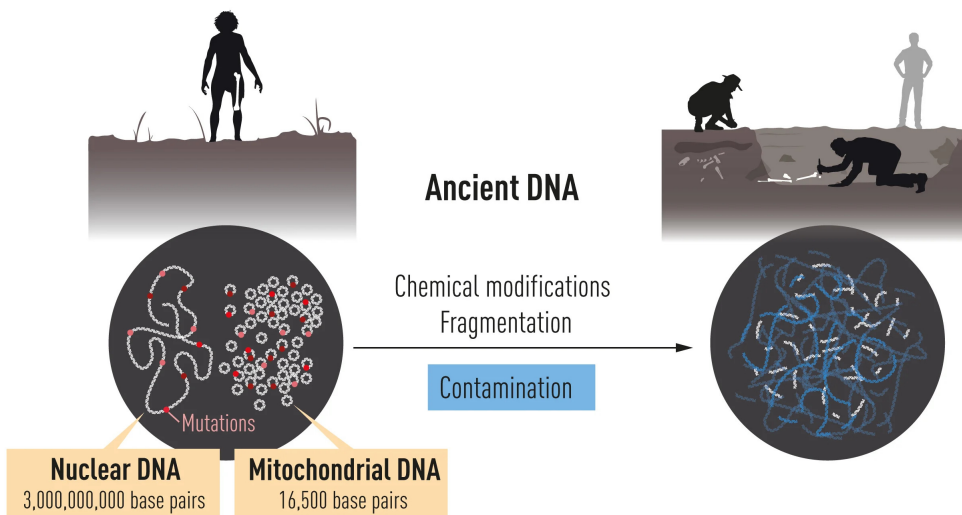 Ancient DNA
Chemical modifications
Fragmentation
Contamination
Mutations
Nuclear DNA
3,000,000,000 base pairs
Mitochondrial DNA
16,500 base pairs